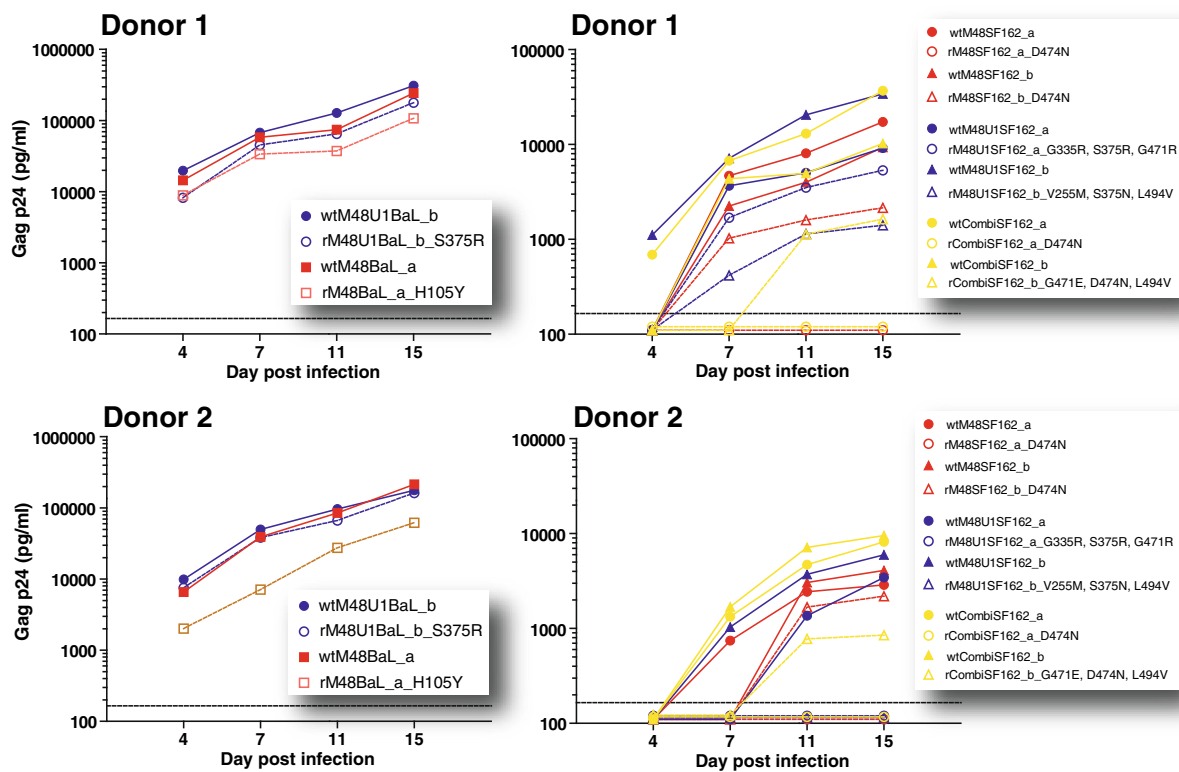 Donor 1
1000000
100000
10000
1000
100
Gag p24 (pg/ml)
4
7
11
15
Day post infection
wtM48U1BaL_b
rM48U1BaL_b_S375R
wtM48BaL_a
rM48BaL_a_H105Y
Donor 1
100000
10000
1000
100
4
7
11
15
Day post infection
wtM48SF162_a
rM48SF162_a_D474N
wtM48SF162_b
rM48SF162_b_D474N
wtM48U1SF162_a
rM48U1SF162_a_G335R, S375R, G471R
wtM48U1SF162_b
rM48U1SF162_b_V255M, S375N, L494V
wtCombiSF162_a
rCombiSF162_a_D474N
wtCombiSF162_b
rCombiSF162_b_G471E, D474N, L494V
Donor 2
1000000
100000
10000
1000
100
Gag p24 (pg/ml)
4
7
11
15
Day post infection
wtM48U1BaL_b
rM48U1BaL_b_S375R
wtM48BaL_a
rM48BaL_a_H105Y
Donor 2
100000
10000
1000
100
4
7
11
15
Day post infection
wtM48SF162_a
rM48SF162_a_D474N
wtM48SF162_b
rM48SF162_b_D474N
wtM48U1SF162_a
rM48U1SF162_a_G335R, S375R, G471R
wtM48U1SF162_b
rM48U1SF162_b_V255M, S375N, L494V
wtCombiSF162_a
rCombiSF162_a_D474N
wtCombiSF162_b
rCombiSF162_b_G471E, D474N, L494V